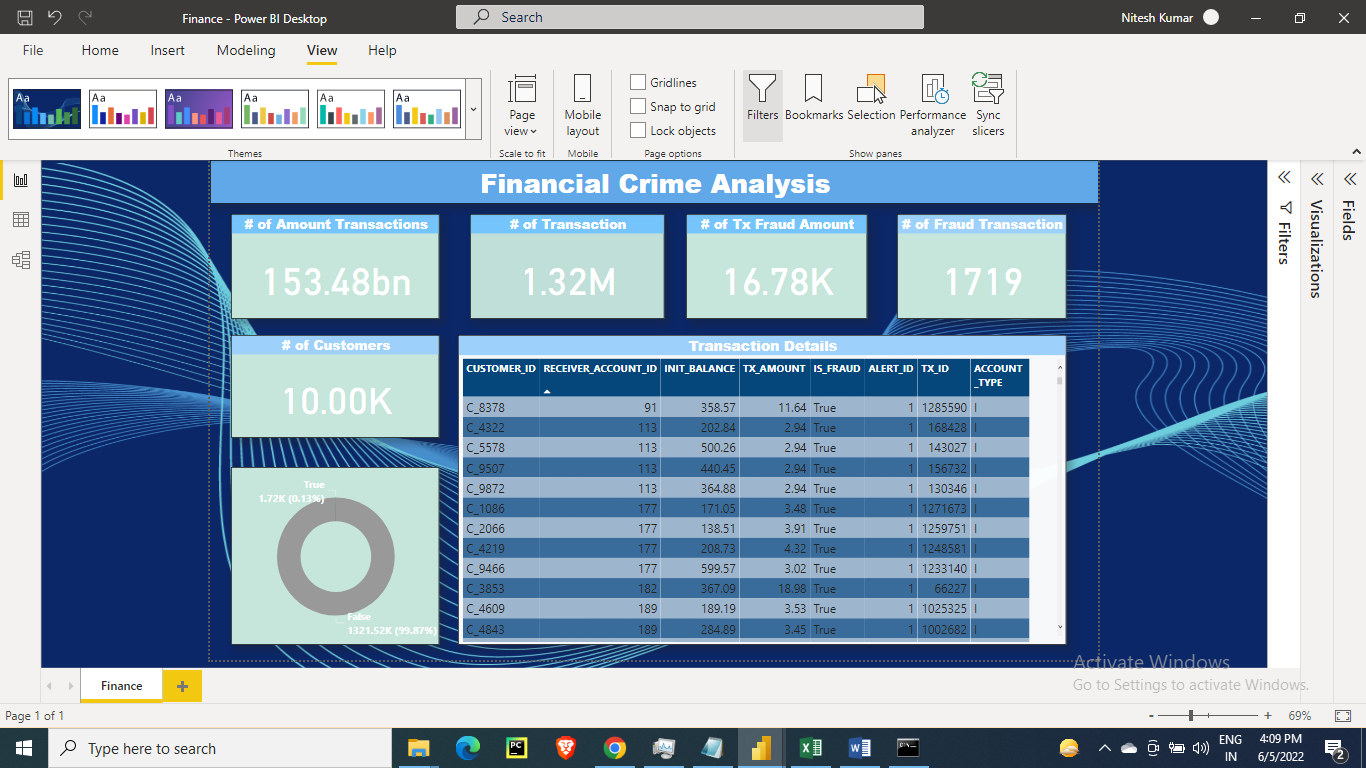 Finance - Power BI Desktop
Search
Nitesh Kumar
File Home Insert Modeling View Help
Aa Aa Aa Aa Aa Aa
Page view
Mobile layout
Gridlines
Snap to grid
Lock objects
Filters Bookmarks Selection Performance analyzer Sync slicers
Themes Scale to fit Mobile Page options Show panes
Financial Crime Analysis
# of Amount Transactions
153.48bn
# of Transaction
1.32M
# of Tx Fraud Amount
16.78K
# of Fraud Transaction
1719
# of Customers
10.00K
True
1.72K (0.13%)
False
1321.52K (99.87%)
Transaction Details
CUSTOMER_ID RECEIVER_ACCOUNT_ID INIT_BALANCE TX_AMOUNT IS_FRAUD ALERT_ID TX_ID ACCOUNT_TYPE
C_8378 91 358.57 11.64 True 1 1285590 I
C_4322 113 202.84 2.94 True 1 168428 I
C_5578 113 500.26 2.94 True 1 143027 I
C_9507 113 440.45 2.94 True 1 156732 I
C_9872 113 364.88 2.94 True 1 130346 I
C_1086 177 171.05 3.48 True 1 1271673 I
C_2066 177 138.51 3.91 True 1 1259751 I
C_4219 177 208.73 4.32 True 1 1248581 I
C_9466 177 599.57 3.02 True 1 1233140 I
C_3853 182 367.09 18.98 True 1 66227 I
C_4609 189 189.19 3.53 True 1 1025325 I
C_4843 189 284.89 3.45 True 1 1002682 I
Filters
Visualizations
Fields
Activate Windows
Go to Settings to activate Windows.
Finance
Page 1 of 1
- + 69%
Type here to search
PC
ENG
IN
4:09 PM
6/5/2022
2